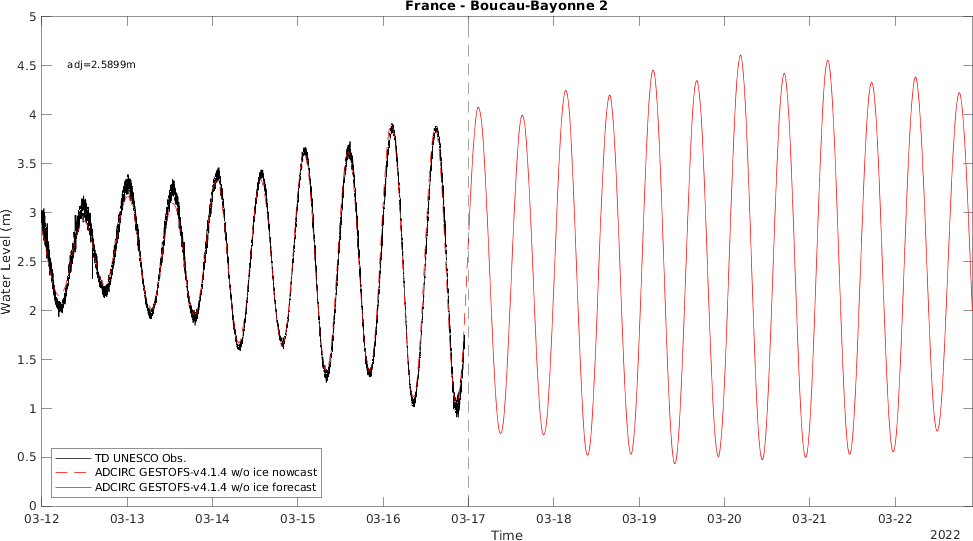 France - Boucau-Bayonne 2
adj=2.5899m
5
4.5
4
3.5
3
2.5
2
1.5
1
0.5
0
Water Level (m)
TD UNESCO Obs.
ADCIRC GESTOFS-v4.1.4 w/o ice nowcast
ADCIRC GESTOFS-v4.1.4 w/o ice forecast
03-12 03-13 03-14 03-15 03-16 03-17 03-18 03-19 03-20 03-21 03-22
Time
2022